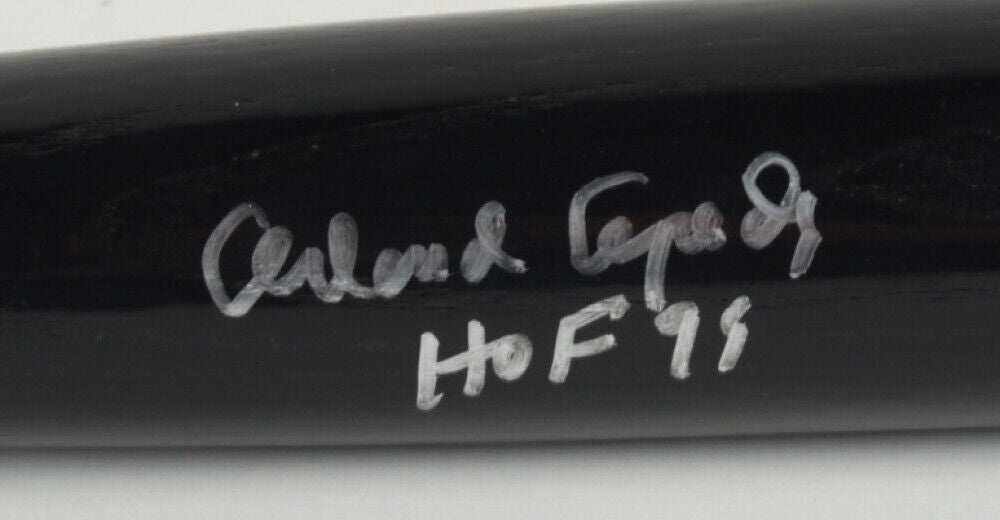 Orlando Cepeda
HOF 99